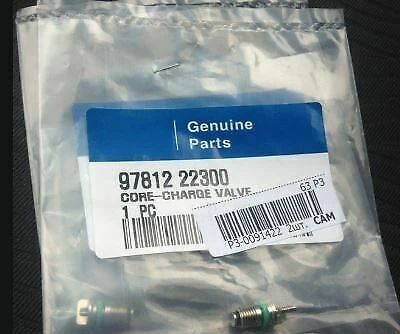 Genuine
Parts
97812 22300
CORE-CHARGE VALVE
1 PC
63 P3
P3-0091422 2шт. CAM